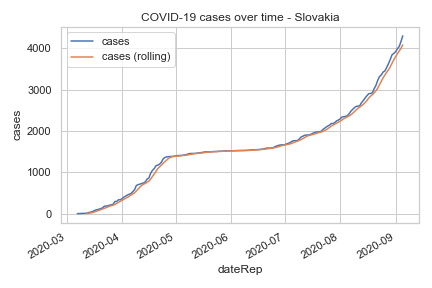 COVID-19 cases over time - Slovakia
cases
cases (rolling)
4000
3000
2000
1000
0
cases
2020-03
2020-04
2020-05
2020-06
2020-07
2020-08
2020-09
dateRep